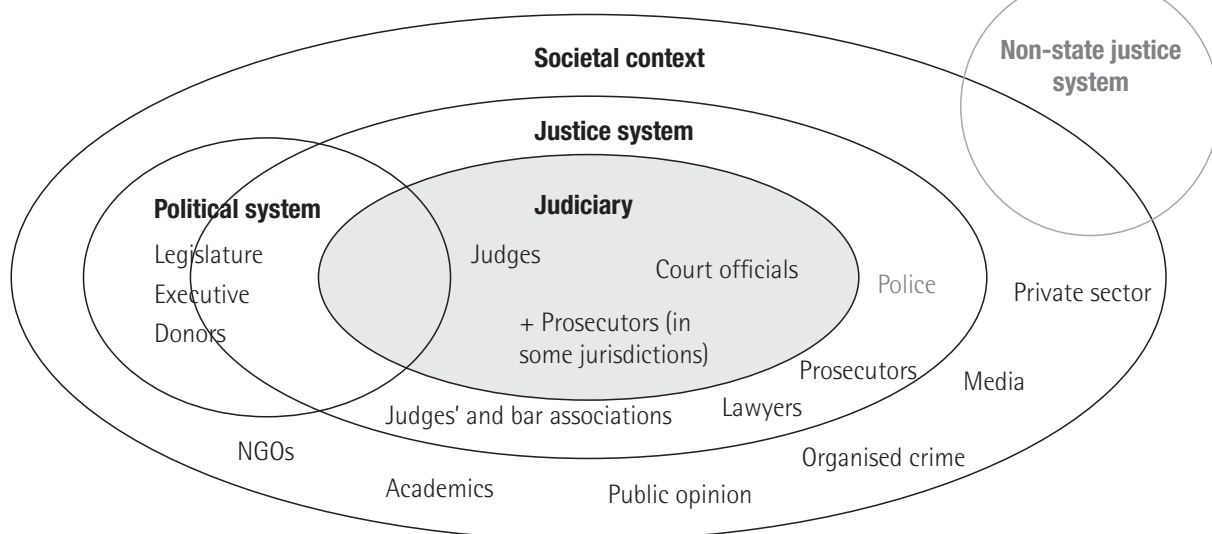 Societal context
Non-state justice
system
Justice system
Political system
Legislature
Executive
Donors
Judiciary
Judges
Court officials
+ Prosecutors (in
some jurisdictions)
Police
Private sector
Prosecutors
Media
Lawyers
Judges’ and bar associations
NGOs
Organised crime
Academics
Public opinion